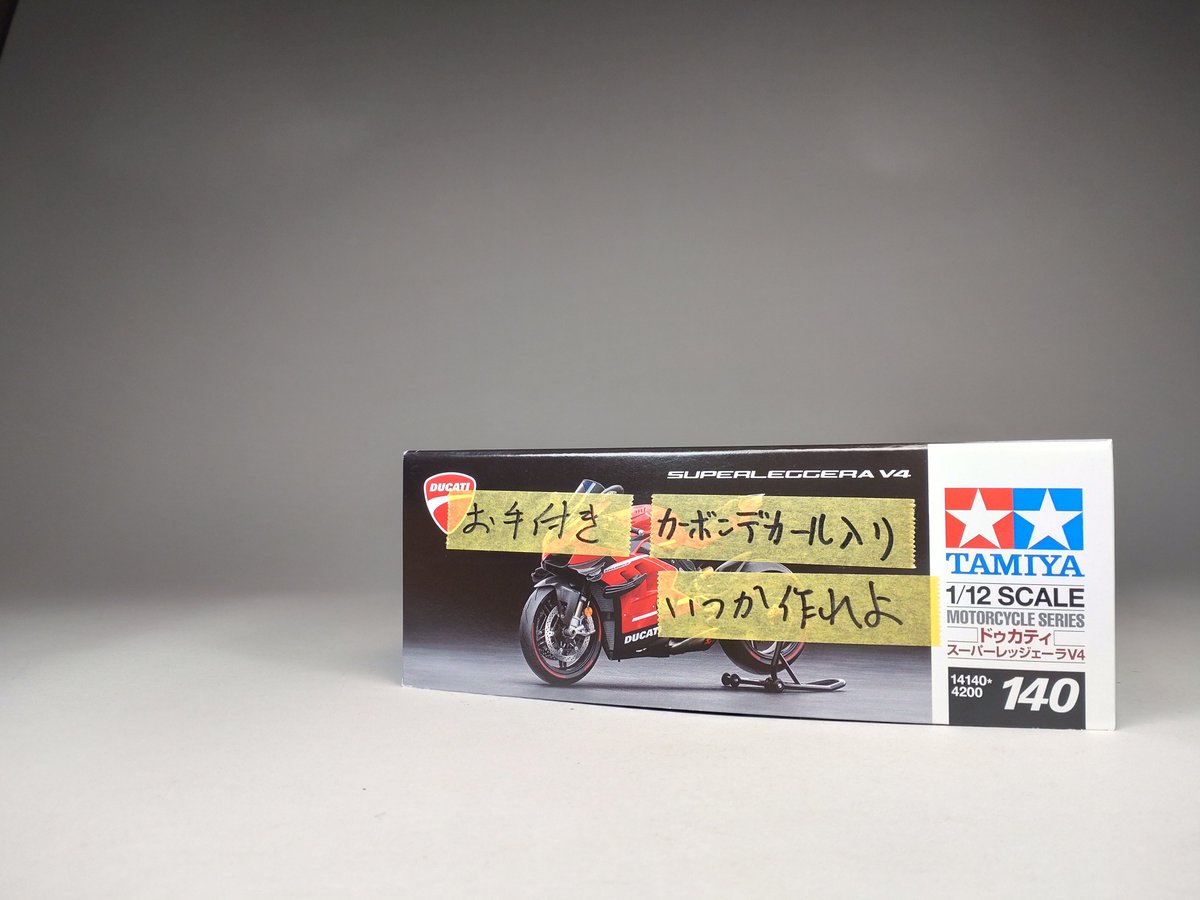 DUCATI
SUPERLEGGERA V4
お手付き
カーボンデカール入り
いつか作れよ
DUCATI
TAMIYA
1/12 SCALE
MOTORCYCLE SERIES
ドゥカティ
スーパーレッジェーラV4
14140*
4200
140